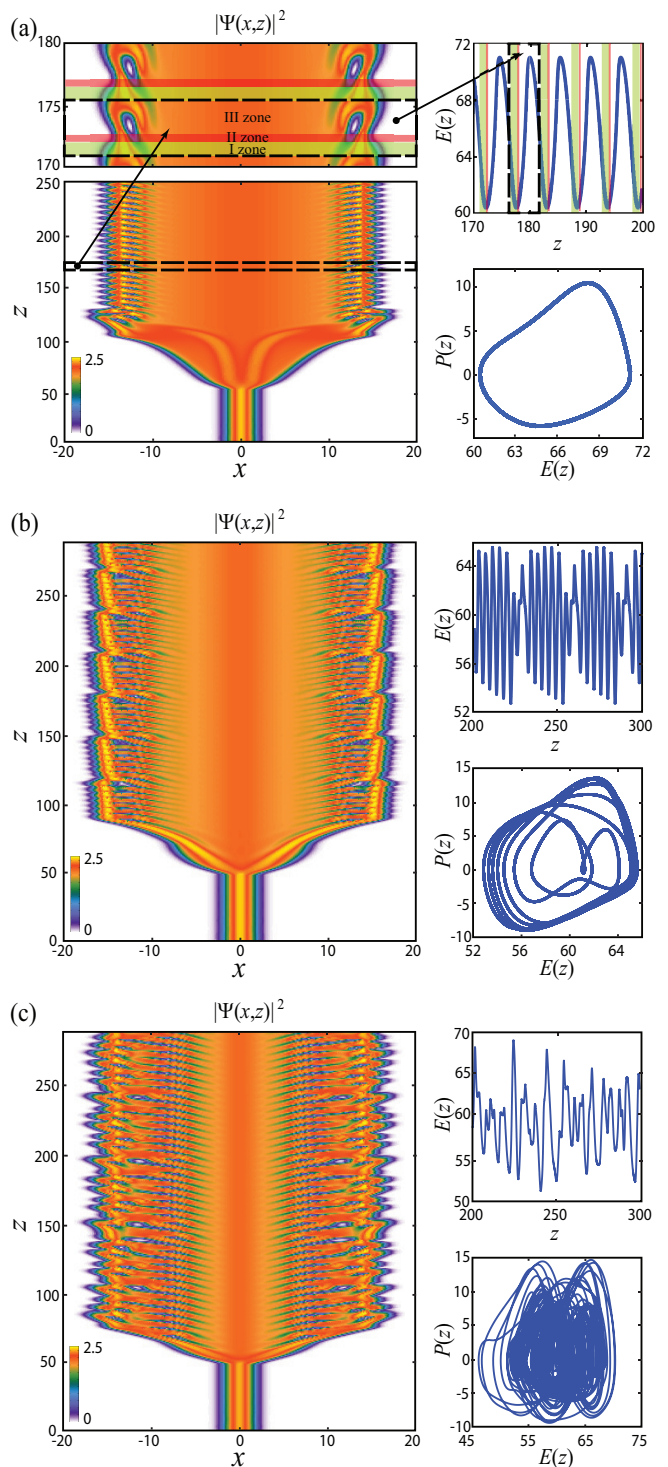 (a)
|Ψ(x,z)|²
180
175
170
III zone
II zone
I zone
E(z)
72
68
64
60
170 180 190 200
z
250
200
150
100
50
0
z
2.5
0
-20 -10 0 10 20
x
P(z)
10
5
0
-5
60 63 66 69 72
E(z)
(b)
|Ψ(x,z)|²
250
200
150
100
50
0
z
2.5
0
-20 -10 0 10 20
x
E(z)
64
60
56
52
200 250 300
z
P(z)
15
10
5
0
-5
-10
52 56 60 64
E(z)
(c)
|Ψ(x,z)|²
250
200
150
100
50
0
z
2.5
0
-20 -10 0 10 20
x
E(z)
70
65
60
55
50
200 250 300
z
P(z)
15
10
5
0
-5
-10
45 55 65 75
E(z)